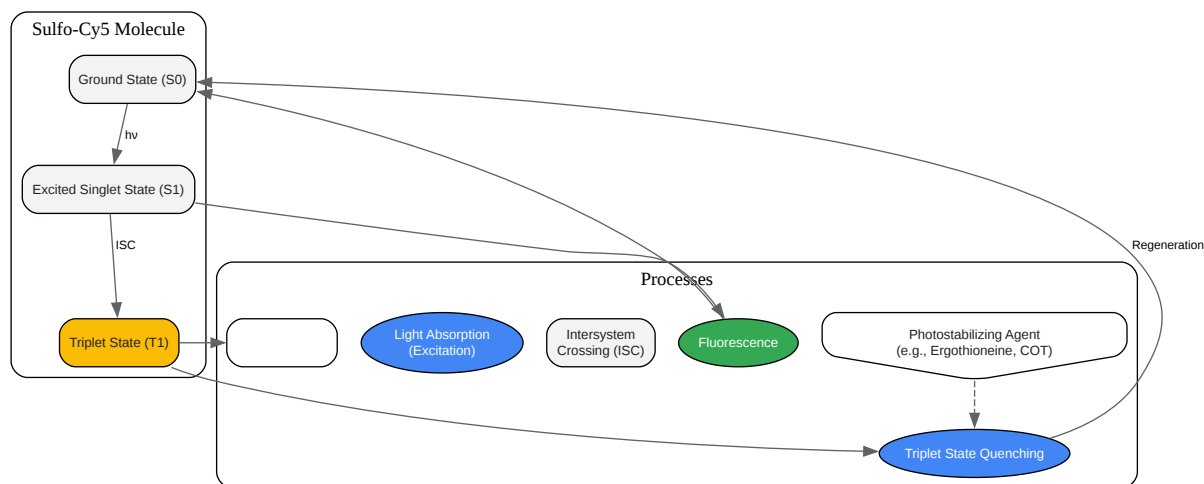 Sulfo-Cy5 Molecule
Ground State (S0)
hν
Excited Singlet State (S1)
ISC
Regeneration
Processes
Triplet State (T1)
Light Absorption
(Excitation)
Intersystem
Crossing (ISC)
Fluorescence
Photostabilizing Agent
(e.g., Ergothioneine, COT)
Triplet State Quenching